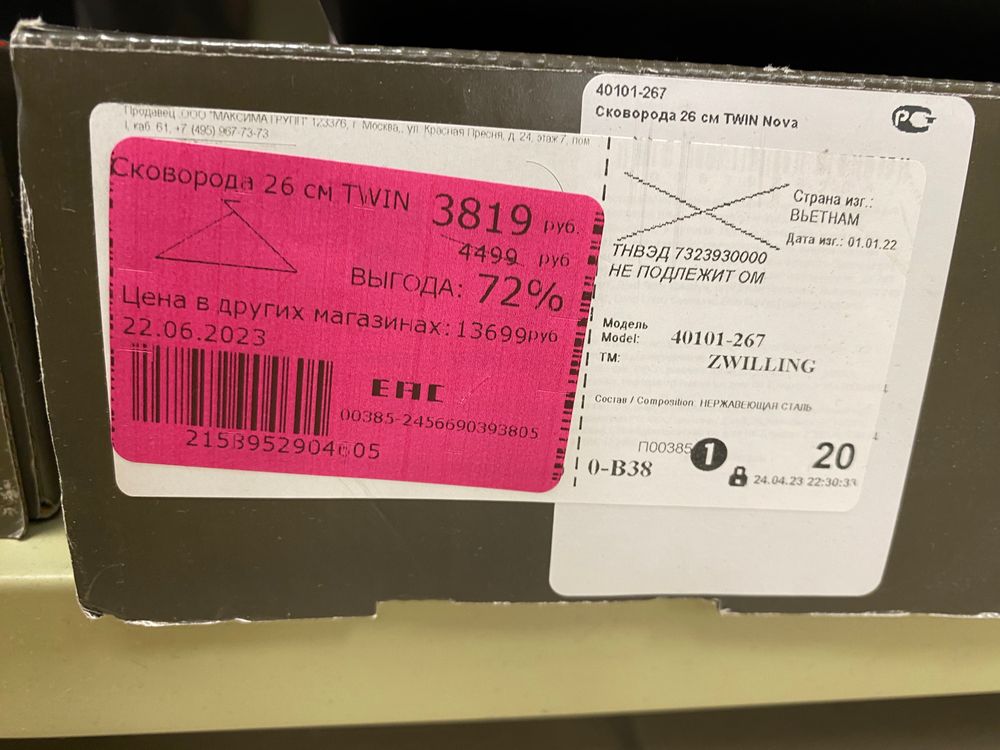 Продавец :ООО "МАКСИМА ГРУПП" 123376, г. Москва,, ул. Красная Пресня, д. 24, этаж 7, пом
I, каб. 61, +7 (495) 967-73-73
Сковорода 26 см TWIN
3819 руб.
4499 руб
ВЫГОДА: 72%
Цена в других магазинах: 13699руб
22.06.2023
ЕАС
00385-2456690393805
40101-267
Сковорода 26 см TWIN Nova
РСТ
Страна изг.:
ВЬЕТНАМ
Дата изг.: 01.01.22
ТНВЭД 7323930000
НЕ ПОДЛЕЖИТ ОМ
Модель
Model: 40101-267
ТМ: ZWILLING
Состав / Composition: НЕРЖАВЕЮЩАЯ СТАЛЬ
П00385 1 20
0-B38
24.04.23 22:30:33